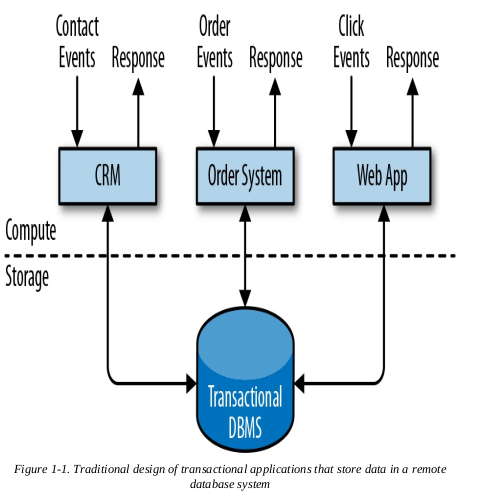 Contact Events
Response
Order Events
Response
Click Events
Response
CRM
Order System
Web App
Compute
Storage
Transactional
DBMS
Figure 1-1. Traditional design of transactional applications that store data in a remote
database system